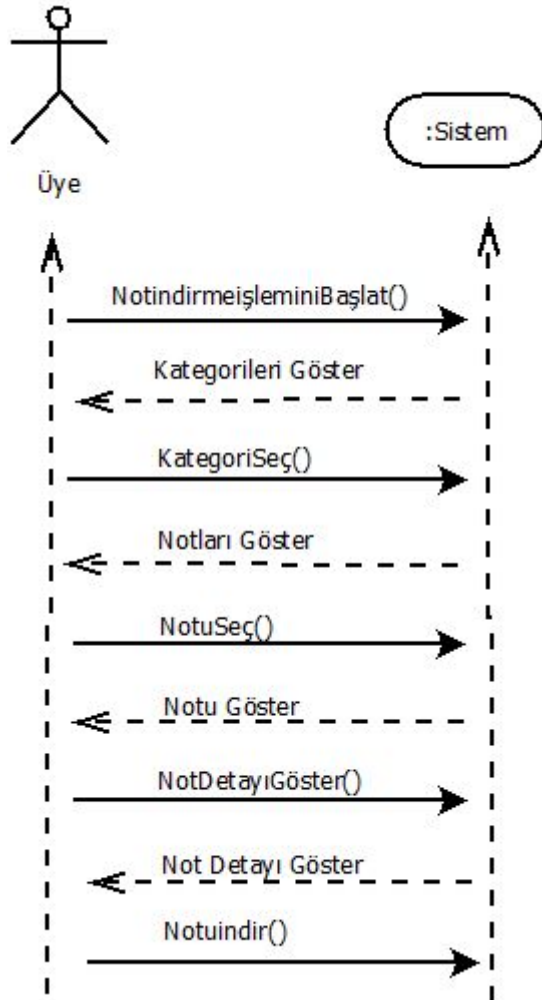 :Sistem
Üye
NotindirmeişleminiBaşlat()
Kategorileri Göster
KategoriSeç()
Notları Göster
NotuSeç()
Notu Göster
NotDetayıGöster()
Not Detayı Göster
Notuindir()